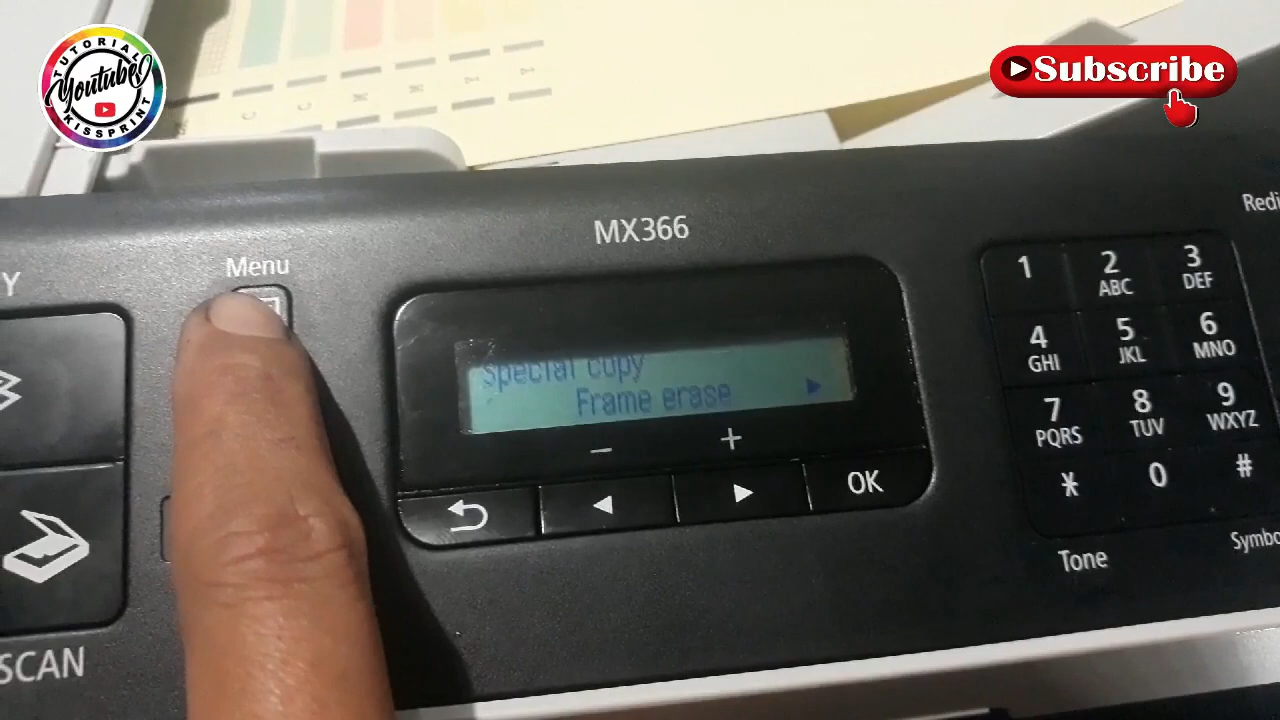 TUTORIAL
Youtube
KISSPRINT
Subscribe
C
C
M
M
Y
Y
MX366
Menu
Y
Special copy
Frame erase
- +
OK
1
2 ABC
3 DEF
4 GHI
5 JKL
6 MNO
7 PQRS
8 TUV
9 WXYZ
* 0 #
Tone
SCAN